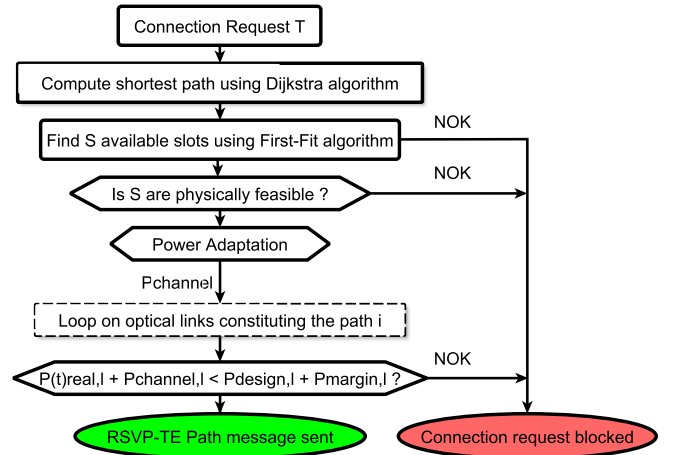 Connection Request T
Compute shortest path using Dijkstra algorithm
Find S available slots using First-Fit algorithm
NOK
Is S are physically feasible ?
NOK
Power Adaptation
Pchannel
Loop on optical links constituting the path i
P(t)real,l + Pchannel,l < Pdesign,l + Pmargin,l ?
NOK
RSVP-TE Path message sent
Connection request blocked